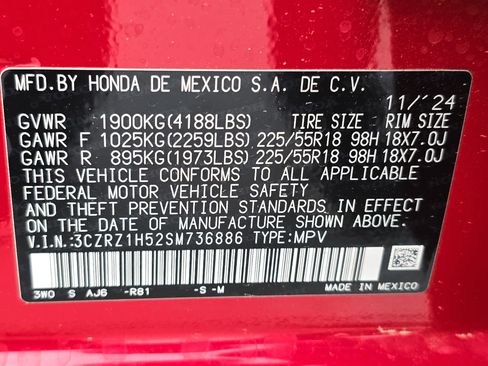 MFD. BY HONDA DE MEXICO S.A. DE C.V.
11/'24
GVWR 1900KG(4188LBS) TIRE SIZE RIM SIZE
GAWR F 1025KG(2259LBS) 225/55R18 98H 18X7.0J
GAWR R 895KG(1973LBS) 225/55R18 98H 18X7.0J
THIS VEHICLE CONFORMS TO ALL APPLICABLE
FEDERAL MOTOR VEHICLE SAFETY
AND THEFT PREVENTION STANDARDS IN EFFECT
ON THE DATE OF MANUFACTURE SHOWN ABOVE.
V.I.N.:3CZRZ1H52SM736886 TYPE:MPV
3W0 S AJ6 -R81 -S -M MADE IN MEXICO